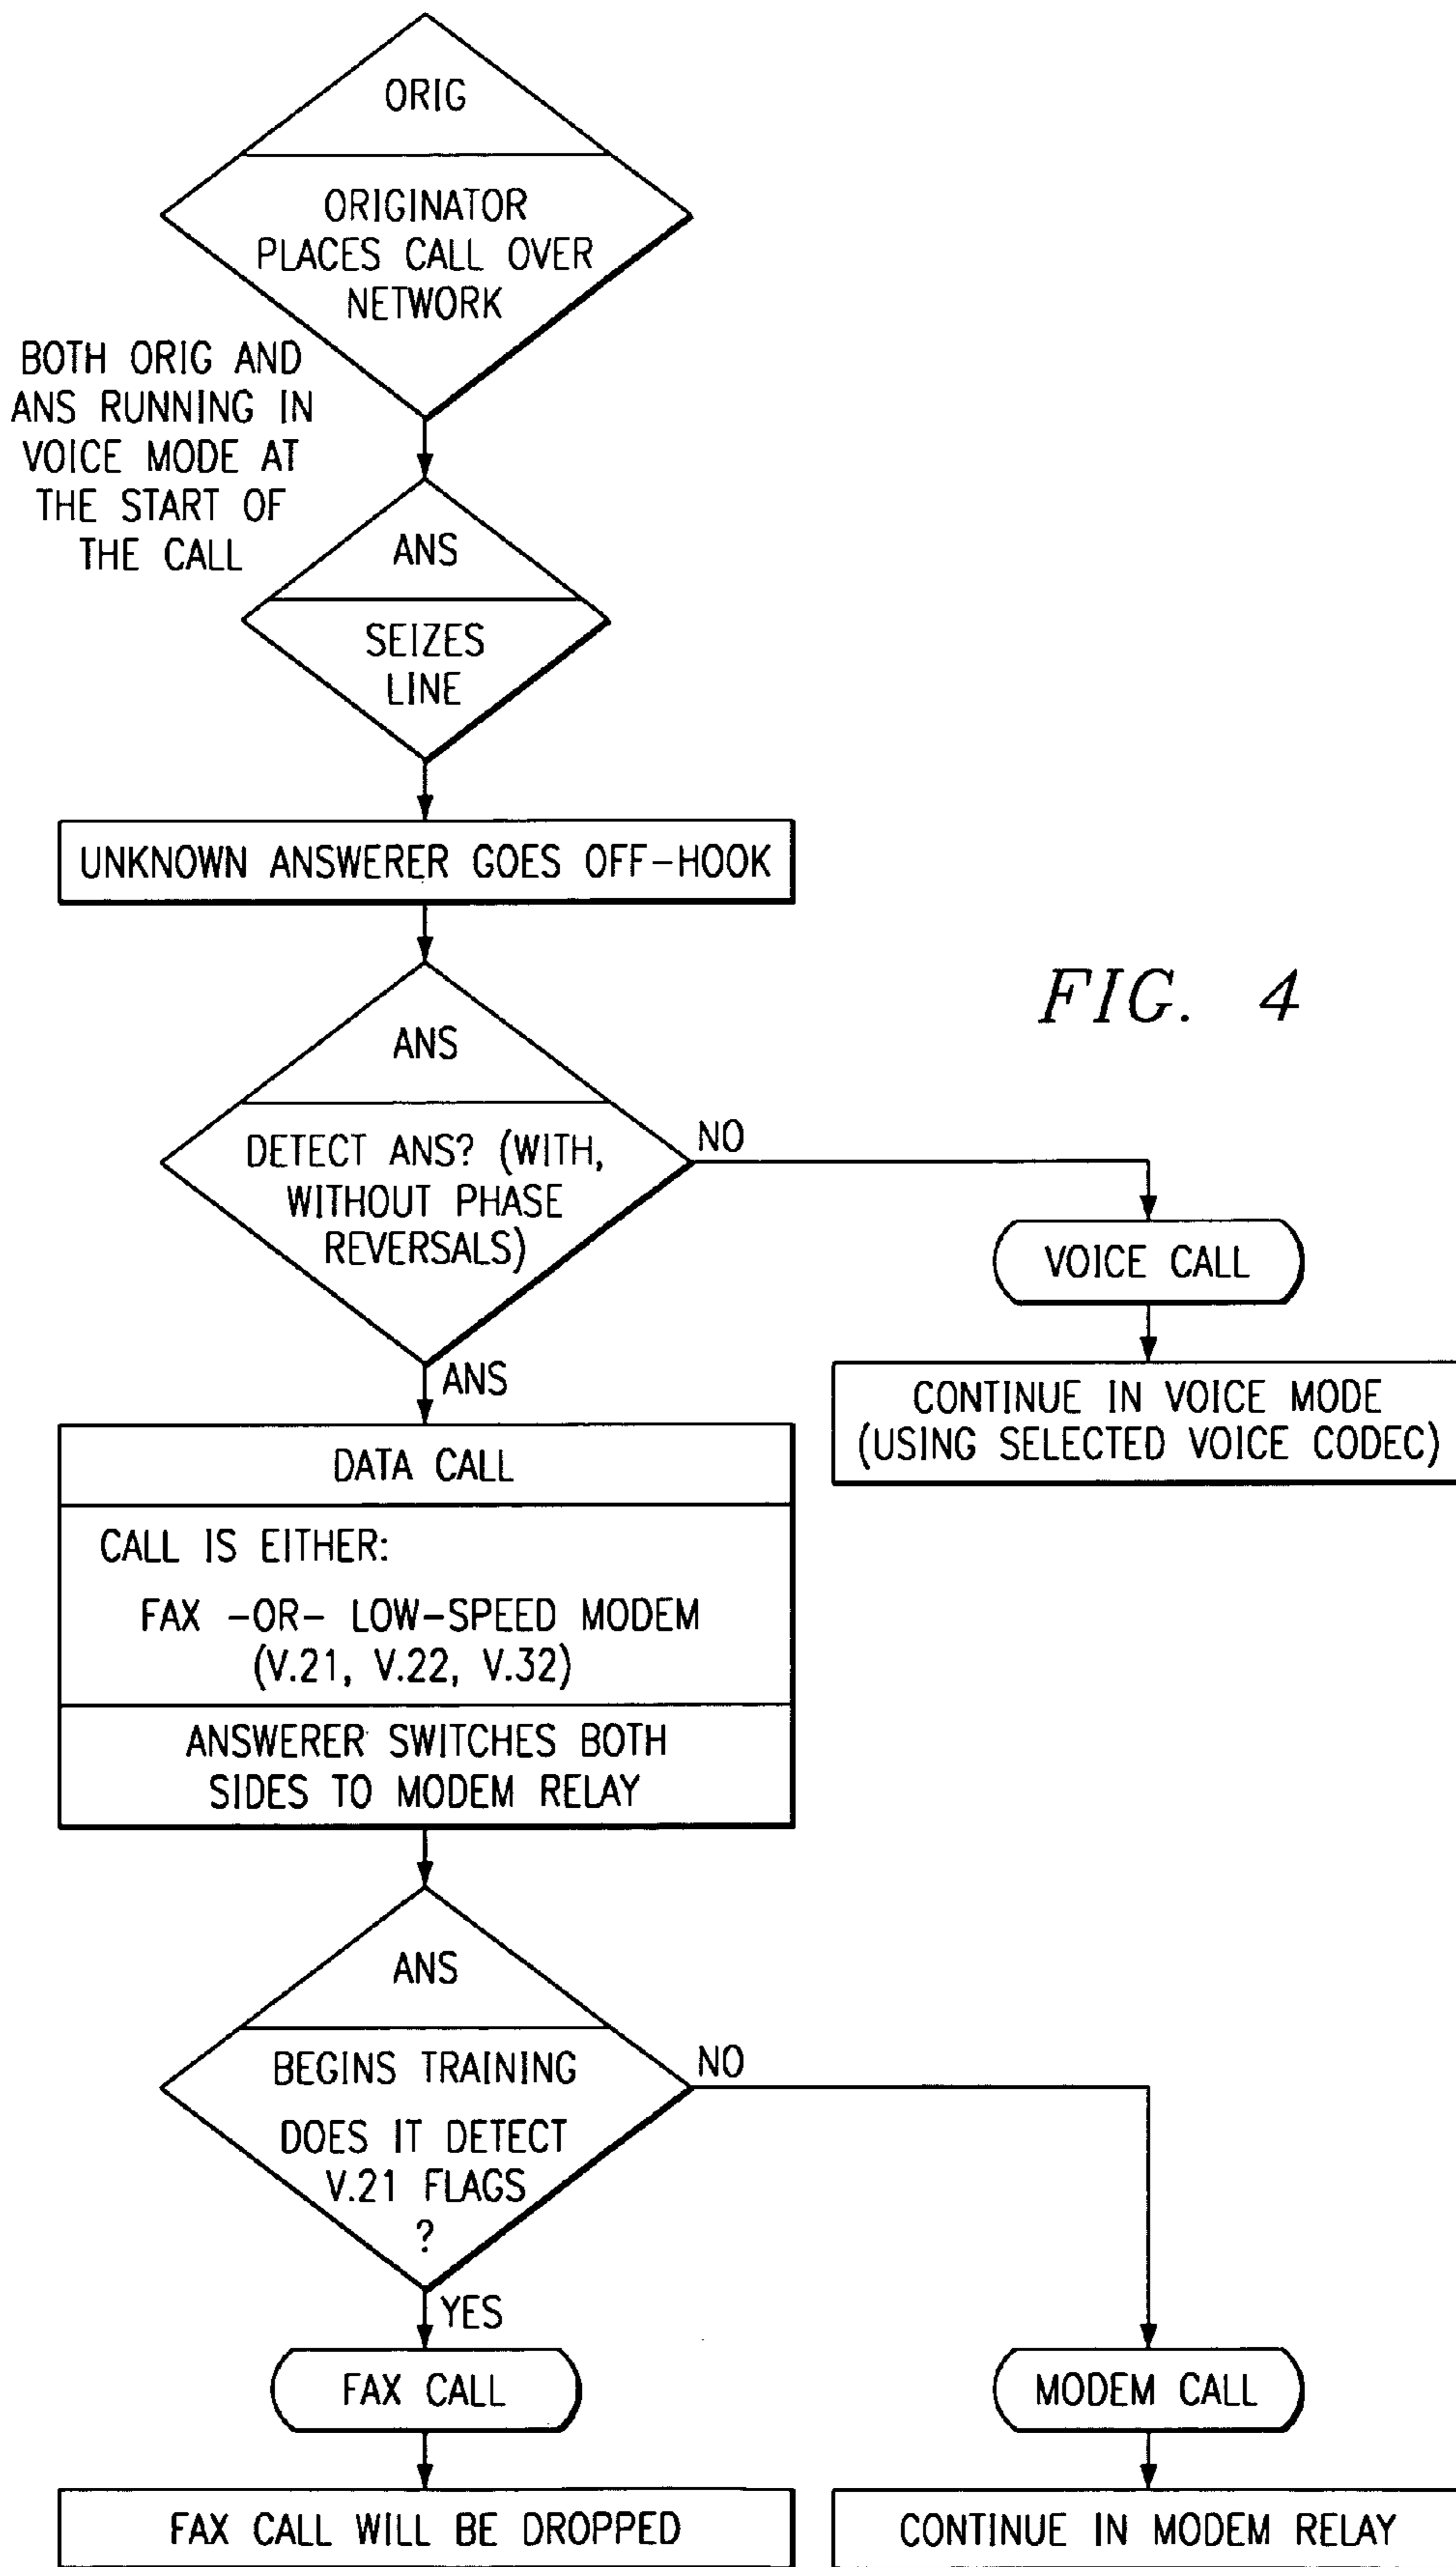 ORIG
ORIGINATOR
PLACES CALL OVER
NETWORK
BOTH ORIG AND
ANS RUNNING IN
VOICE MODE AT
THE START OF
THE CALL
ANS
SEIZES
LINE
UNKNOWN ANSWERER GOES OFF-HOOK
FIG. 4
ANS
DETECT ANS? (WITH,
WITHOUT PHASE
REVERSALS)
NO
VOICE CALL
CONTINUE IN VOICE MODE
(USING SELECTED VOICE CODEC)
ANS
DATA CALL
CALL IS EITHER:
FAX -OR- LOW-SPEED MODEM
(V.21, V.22, V.32)
ANSWERER SWITCHES BOTH
SIDES TO MODEM RELAY
ANS
BEGINS TRAINING
DOES IT DETECT
V.21 FLAGS
?
NO
YES
FAX CALL
MODEM CALL
FAX CALL WILL BE DROPPED
CONTINUE IN MODEM RELAY